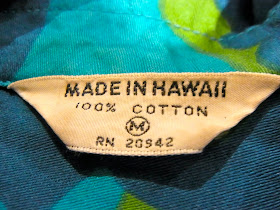 MADE IN HAWAII
100% COTTON
M
RN 20942